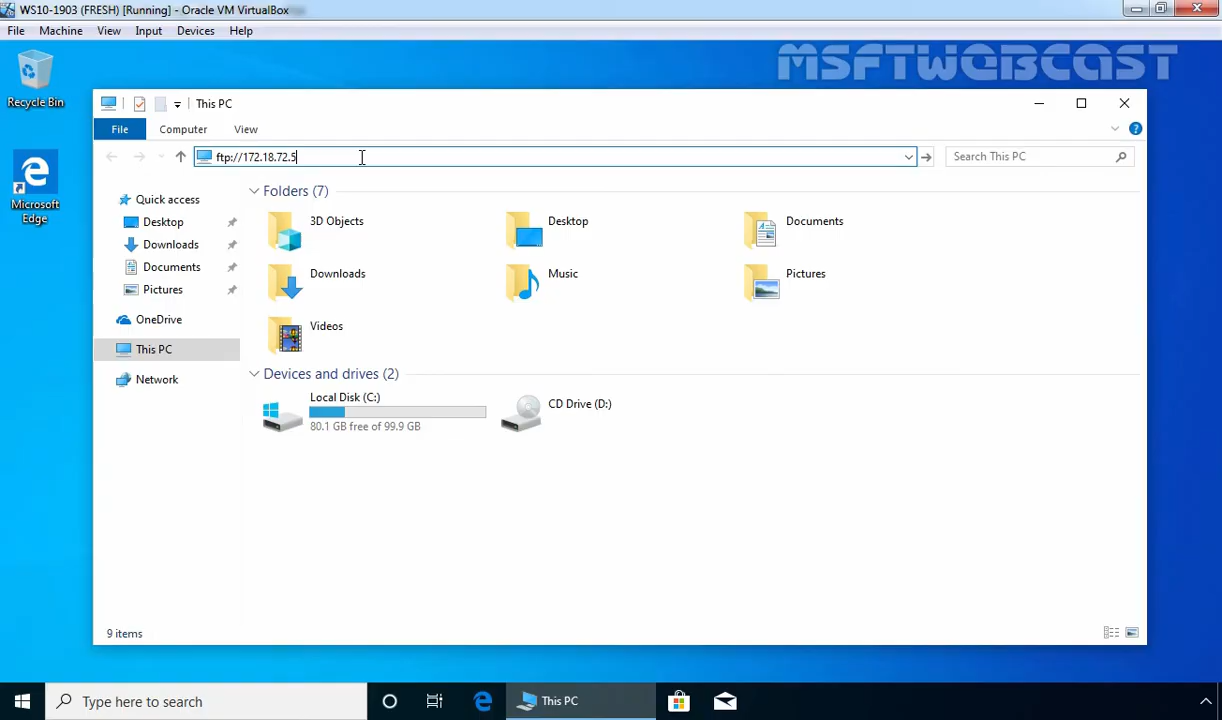 WS10-1903 (FRESH) [Running] - Oracle VM VirtualBox
File Machine View Input Devices Help
MSFTWEBCAST
Recycle Bin
Microsoft
Edge
This PC
File Computer View
ftp://172.18.72.5
Search This PC
Quick access
Desktop
Downloads
Documents
Pictures
OneDrive
This PC
Network
Folders (7)
3D Objects Desktop Documents
Downloads Music Pictures
Videos
Devices and drives (2)
Local Disk (C:)
80.1 GB free of 99.9 GB
CD Drive (D:)
9 items
Type here to search
This PC